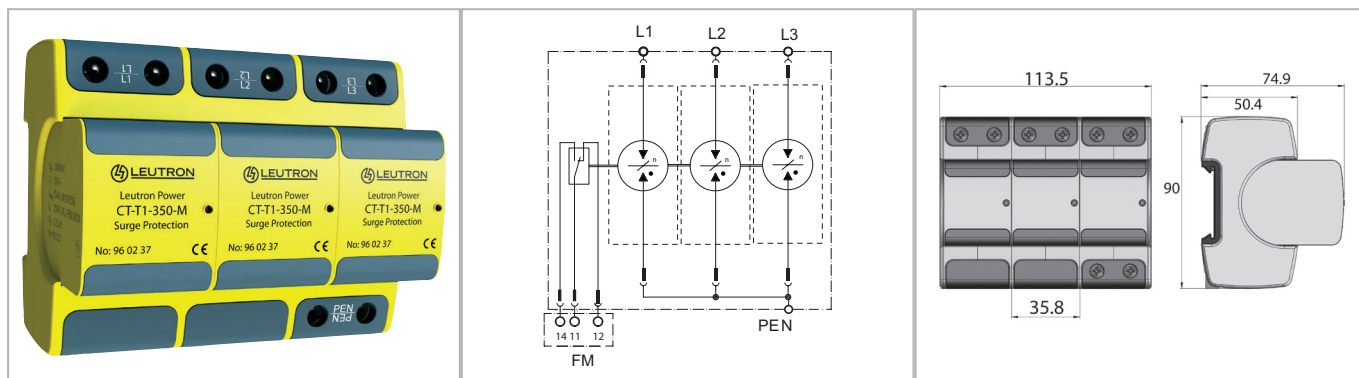 L1
L1
L2
L2
L3
L3
LEUTRON
Leutron Power
CT-T1-350-M
Surge Protection
No: 96 02 37
CE
LEUTRON
Leutron Power
CT-T1-350-M
Surge Protection
No: 96 02 37
CE
LEUTRON
Leutron Power
CT-T1-350-M
Surge Protection
No: 96 02 37
CE
PEN
PEN
L1 L2 L3
n n n
14 11 12
PEN
FM
113.5
35.8
74.9
50.4
90